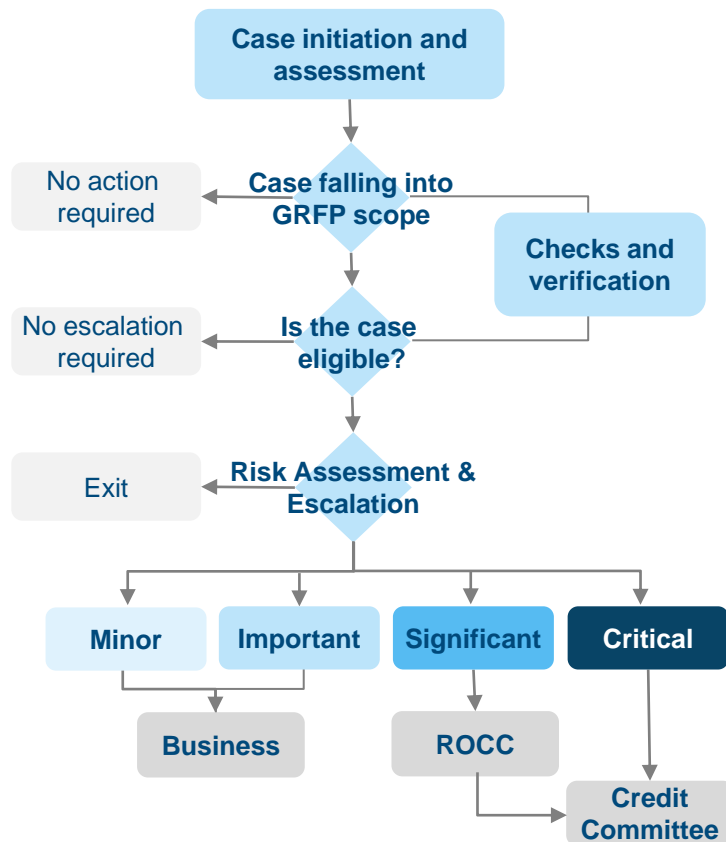 Case initiation and
assessment
No action
required
Case falling into
GRFP scope
Checks and
verification
No escalation
required
Is the case
eligible?
Exit
Risk Assessment &
Escalation
Minor
Important
Significant
Critical
Business
ROCC
Credit
Committee